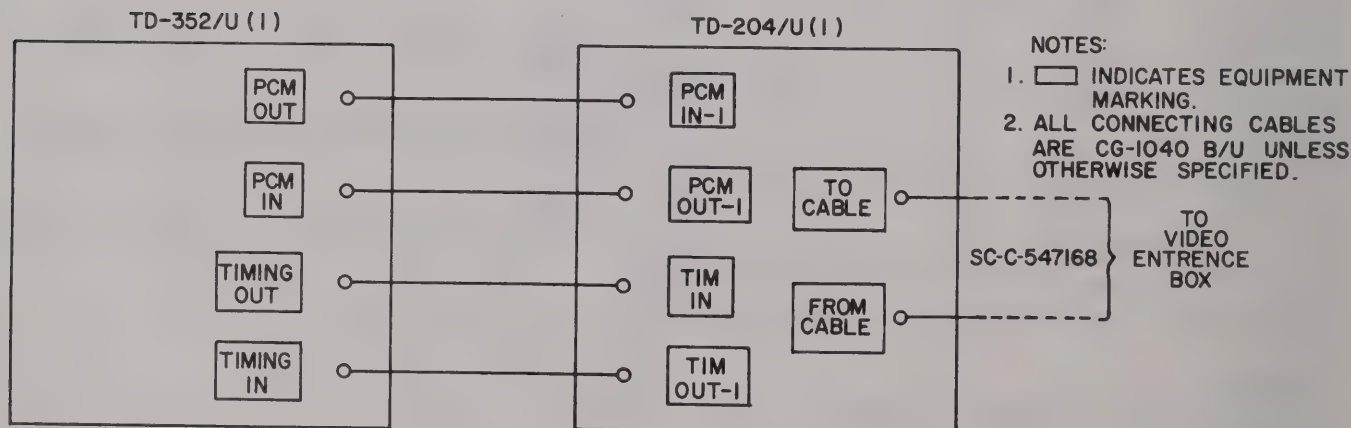 TD-352/U (1)
PCM
OUT
PCM
IN
TIMING
OUT
TIMING
IN
TD-204/U (1)
PCM
IN-1
PCM
OUT-1
TIM
IN
TIM
OUT-1
TO
CABLE
FROM
CABLE
SC-C-547168
TO
VIDEO
ENTRENCE
BOX
NOTES:
1. INDICATES EQUIPMENT
MARKING.
2. ALL CONNECTING CABLES
ARE CG-1040 B/U UNLESS
OTHERWISE SPECIFIED.